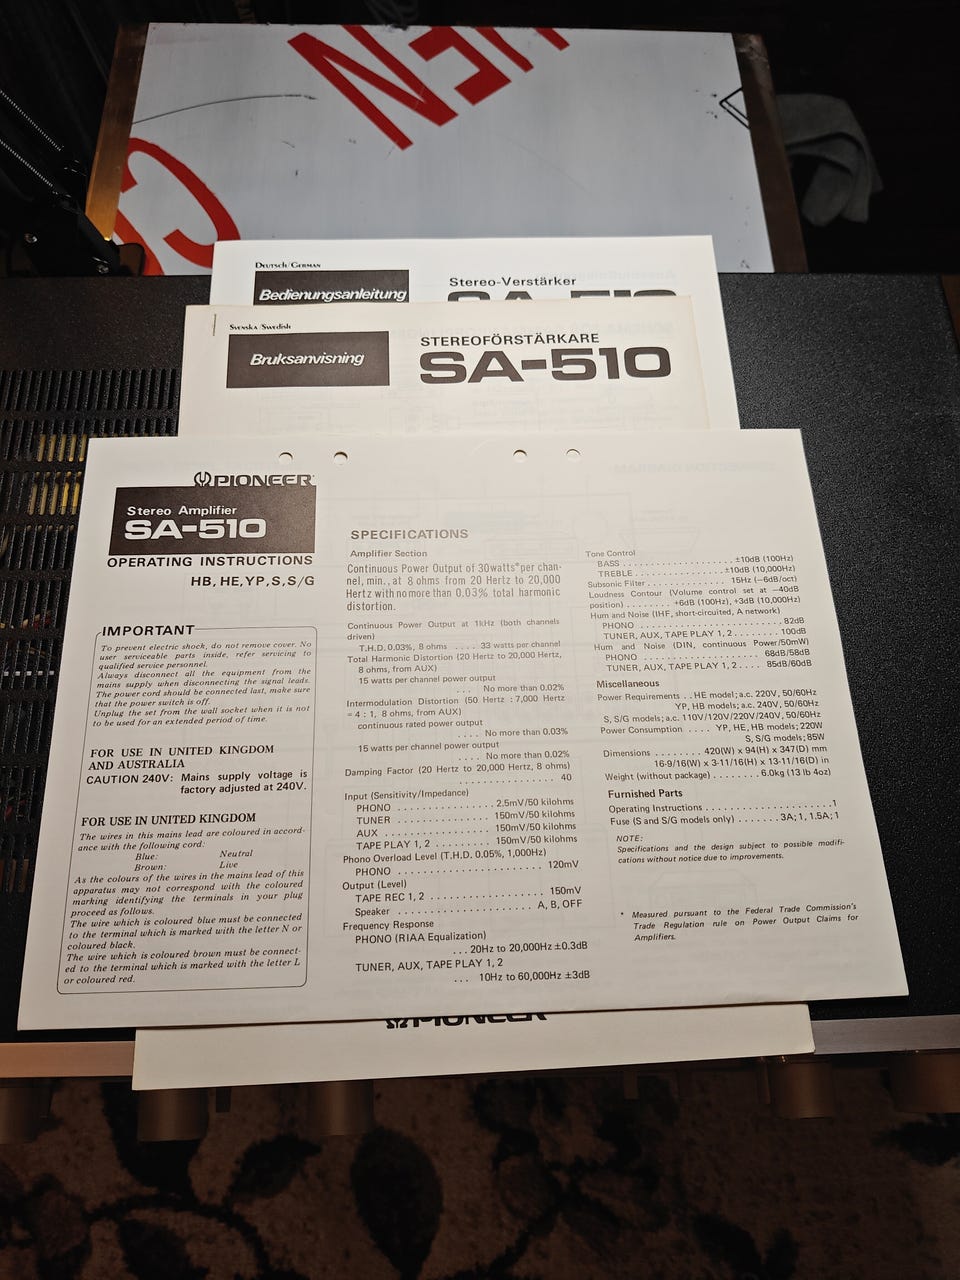 DEUTSCH/GERMAN
Bedienungsanleitung
Stereo-Verstärker
SA-510
SVENSKA/Swedish
Bruksanvisning
STEREOFÖRSTÄRKARE
SA-510
PIONEER
Stereo Amplifier
SA-510
OPERATING INSTRUCTIONS
HB, HE, YP, S, S/G
IMPORTANT
To prevent electric shock, do not remove cover. No
user serviceable parts inside, refer servicing to
qualified service personnel.
Always disconnect all the equipment from the
mains supply when disconnecting the signal leads.
The power cord should be connected last, make sure
that the power switch is off.
Unplug the set from the wall socket when it is not
to be used for an extended period of time.
FOR USE IN UNITED KINGDOM
AND AUSTRALIA
CAUTION 240V: Mains supply voltage is
factory adjusted at 240V.
FOR USE IN UNITED KINGDOM
The wires in this mains lead are coloured in accord-
ance with the following cord:
Blue: Neutral
Brown: Live
As the colours of the wires in the mains lead of this
apparatus may not correspond with the coloured
marking identifying the terminals in your plug
proceed as follows.
The wire which is coloured blue must be connected
to the terminal which is marked with the letter N or
coloured black.
The wire which is coloured brown must be connect-
ed to the terminal which is marked with the letter L
or coloured red.
SPECIFICATIONS
Amplifier Section
Continuous Power Output of 30watts* per chan-
nel, min., at 8 ohms from 20 Hertz to 20,000
Hertz with no more than 0.03% total harmonic
distortion.
Continuous Power Output at 1kHz (both channels
driven)
T.H.D. 0.03%, 8 ohms .... 33 watts per channel
Total Harmonic Distortion (20 Hertz to 20,000 Hertz,
8 ohms, from AUX)
15 watts per channel power output
... No more than 0.02%
Intermodulation Distortion (50 Hertz : 7,000 Hertz
= 4 : 1, 8 ohms, from AUX)
continuous rated power output
.... No more than 0.03%
15 watts per channel power output
.... No more than 0.02%
Damping Factor (20 Hertz to 20,000 Hertz, 8 ohms)
................ 40
Input (Sensitivity/Impedance)
PHONO ............... 2.5mV/50 kilohms
TUNER ............... 150mV/50 kilohms
AUX ................. 150mV/50 kilohms
TAPE PLAY 1, 2 ......... 150mV/50 kilohms
Phono Overload Level (T.H.D. 0.05%, 1,000Hz)
PHONO ...................... 120mV
Output (Level)
TAPE REC 1, 2 ................. 150mV
Speaker .................... A, B, OFF
Frequency Response
PHONO (RIAA Equalization)
... 20Hz to 20,000Hz ±0.3dB
TUNER, AUX, TAPE PLAY 1, 2
... 10Hz to 60,000Hz ±3dB
Tone Control
BASS .................... ±10dB (100Hz)
TREBLE ................ ±10dB (10,000Hz)
Subsonic Filter ............ 15Hz (−6dB/oct)
Loudness Contour (Volume control set at −40dB
position) ........ +6dB (100Hz), +3dB (10,000Hz)
Hum and Noise (IHF, short-circuited, A network)
PHONO ........................ 82dB
TUNER, AUX, TAPE PLAY 1, 2 ........ 100dB
Hum and Noise (DIN, continuous Power/50mW)
PHONO ................... 68dB/58dB
TUNER, AUX, TAPE PLAY 1, 2 .... 85dB/60dB
Miscellaneous
Power Requirements .. HE model; a.c. 220V, 50/60Hz
YP, HB models; a.c. 240V, 50/60Hz
S, S/G models; a.c. 110V/120V/220V/240V, 50/60Hz
Power Consumption .... YP, HE, HB models; 220W
S, S/G models; 85W
Dimensions ......... 420(W) x 94(H) x 347(D) mm
16-9/16(W) x 3-11/16(H) x 13-11/16(D) in
Weight (without package) ....... 6.0kg (13 lb 4oz)
Furnished Parts
Operating Instructions .................... 1
Fuse (S and S/G models only) ....... 3A; 1, 1.5A; 1
NOTE:
Specifications and the design subject to possible modifi-
cations without notice due to improvements.
* Measured pursuant to the Federal Trade Commission's
Trade Regulation rule on Power Output Claims for
Amplifiers.
PIONEER